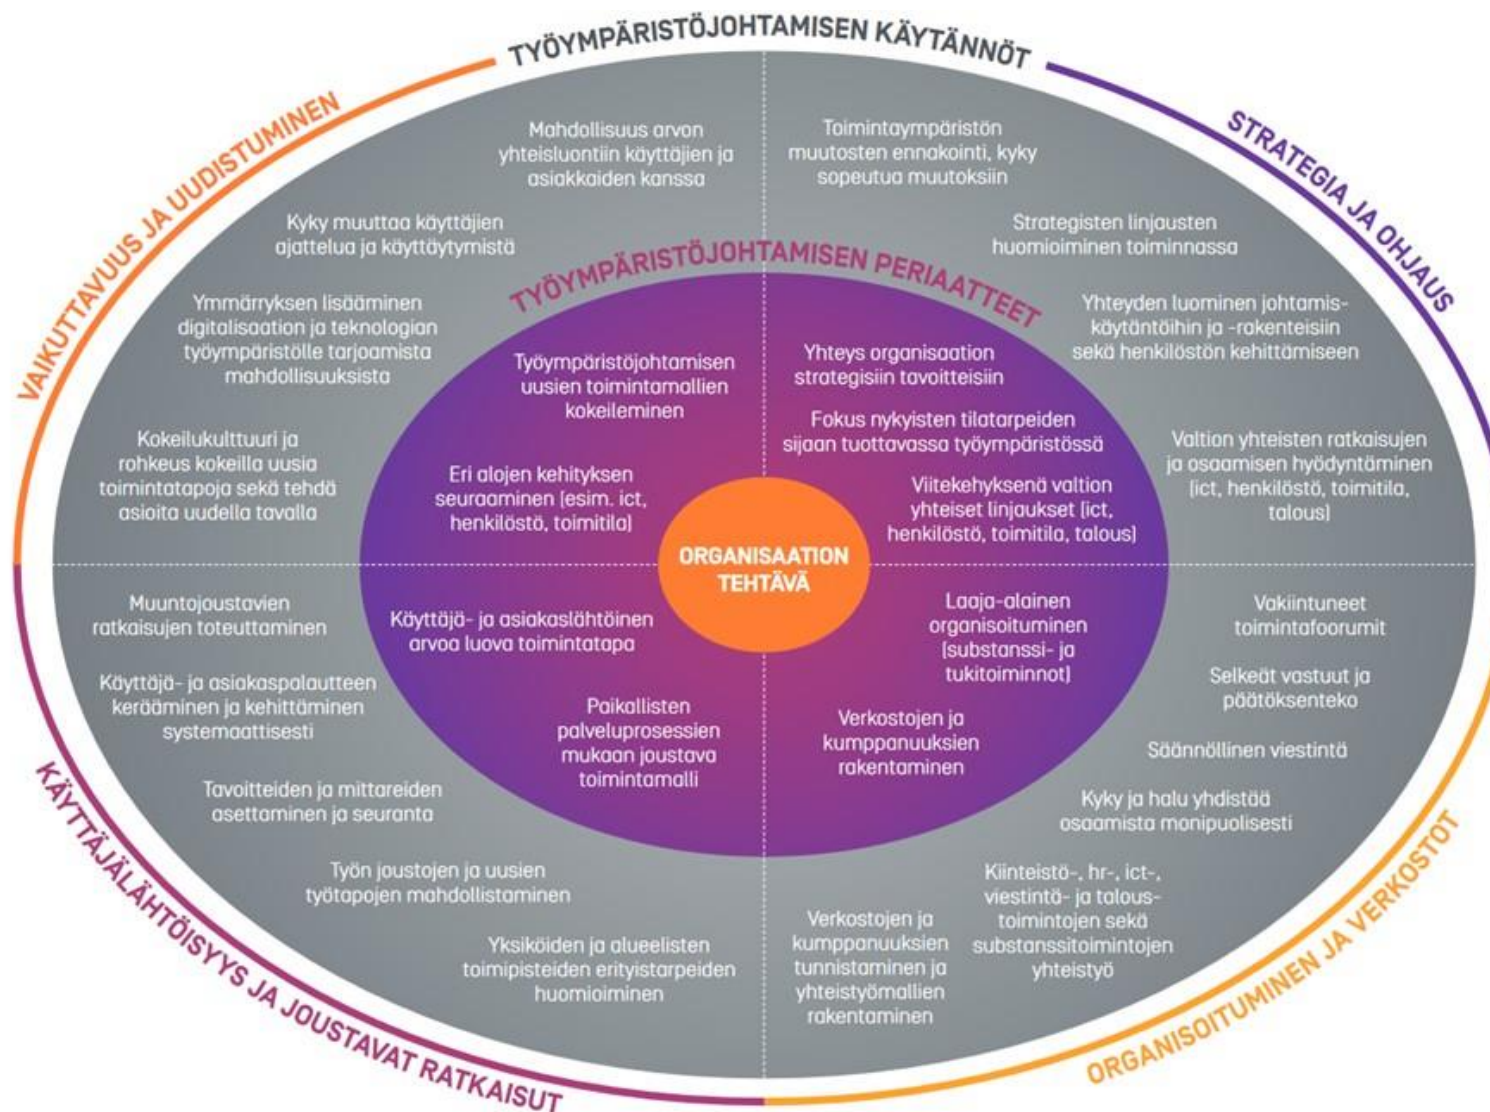 TYÖYMPÄRISTÖJOHTAMISEN KÄYTÄNNÖT
VAIKUTTAVUUS JA UUDISTUMINEN
STRATEGIA JA OHJAUS
Mahdollisuus arvon
yhteisluontiin käyttäjien ja
asiakkaiden kanssa
Kyky muuttaa käyttäjien
ajattelua ja käyttäytymistä
Ymmärryksen lisääminen
digitalisaation ja teknologian
työympäristölle tarjoamista
mahdollisuuksista
Kokeilukulttuuri ja
rohkeus kokeilla uusia
toimintatapoja sekä tehdä
asioita uudella tavalla
Toimintaympäristön
muutosten ennakointi, kyky
sopeutua muutoksiin
Strategisten linjausten
huomioiminen toiminnassa
Yhteyden luominen johtamis-
käytäntöihin ja -rakenteisiin
sekä henkilöstön kehittämiseen
Valtion yhteisten ratkaisujen
ja osaamisen hyödyntäminen
(ict, henkilöstö, toimitila,
talous)
TYÖYMPÄRISTÖJOHTAMISEN PERIAATTEET
Työympäristöjohtamisen
uusien toimintamallien
kokeileminen
Eri alojen kehityksen
seuraaminen (esim. ict,
henkilöstö, toimitila)
Yhteys organisaation
strategisiin tavoitteisiin
Fokus nykyisten tilatarpeiden
sijaan tuottavassa työympäristössä
Viitekehyksenä valtion
yhteiset linjaukset (ict,
henkilöstö, toimitila, talous)
ORGANISAATION
TEHTÄVÄ
Käyttäjä- ja asiakaslähtöinen
arvoa luova toimintatapa
Paikallisten
palveluprosessien
mukaan joustava
toimintamalli
Laaja-alainen
organisoituminen
(substanssi- ja
tukitoiminnot)
Verkostojen ja
kumppanuuksien
rakentaminen
Muuntojoustavien
ratkaisujen toteuttaminen
Käyttäjä- ja asiakaspalautteen
kerääminen ja kehittäminen
systemaattisesti
Tavoitteiden ja mittareiden
asettaminen ja seuranta
Työn joustojen ja uusien
työtapojen mahdollistaminen
Yksiköiden ja alueelisten
toimipisteiden erityistarpeiden
huomioiminen
Vakiintuneet
toimintafoorumit
Selkeät vastuut ja
päätöksenteko
Säännöllinen viestintä
Kyky ja halu yhdistää
osaamista monipuolisesti
Kiinteistö-, hr-, ict-,
viestintä- ja talous-
toimintojen sekä
substanssitoimintojen
yhteistyö
Verkostojen ja
kumppanuuksien
tunnistaminen ja
yhteistyömallien
rakentaminen
KÄYTTÄJÄLÄHTÖISYYS JA JOUSTAVAT RATKAISUT
ORGANISOITUMINEN JA VERKOSTOT